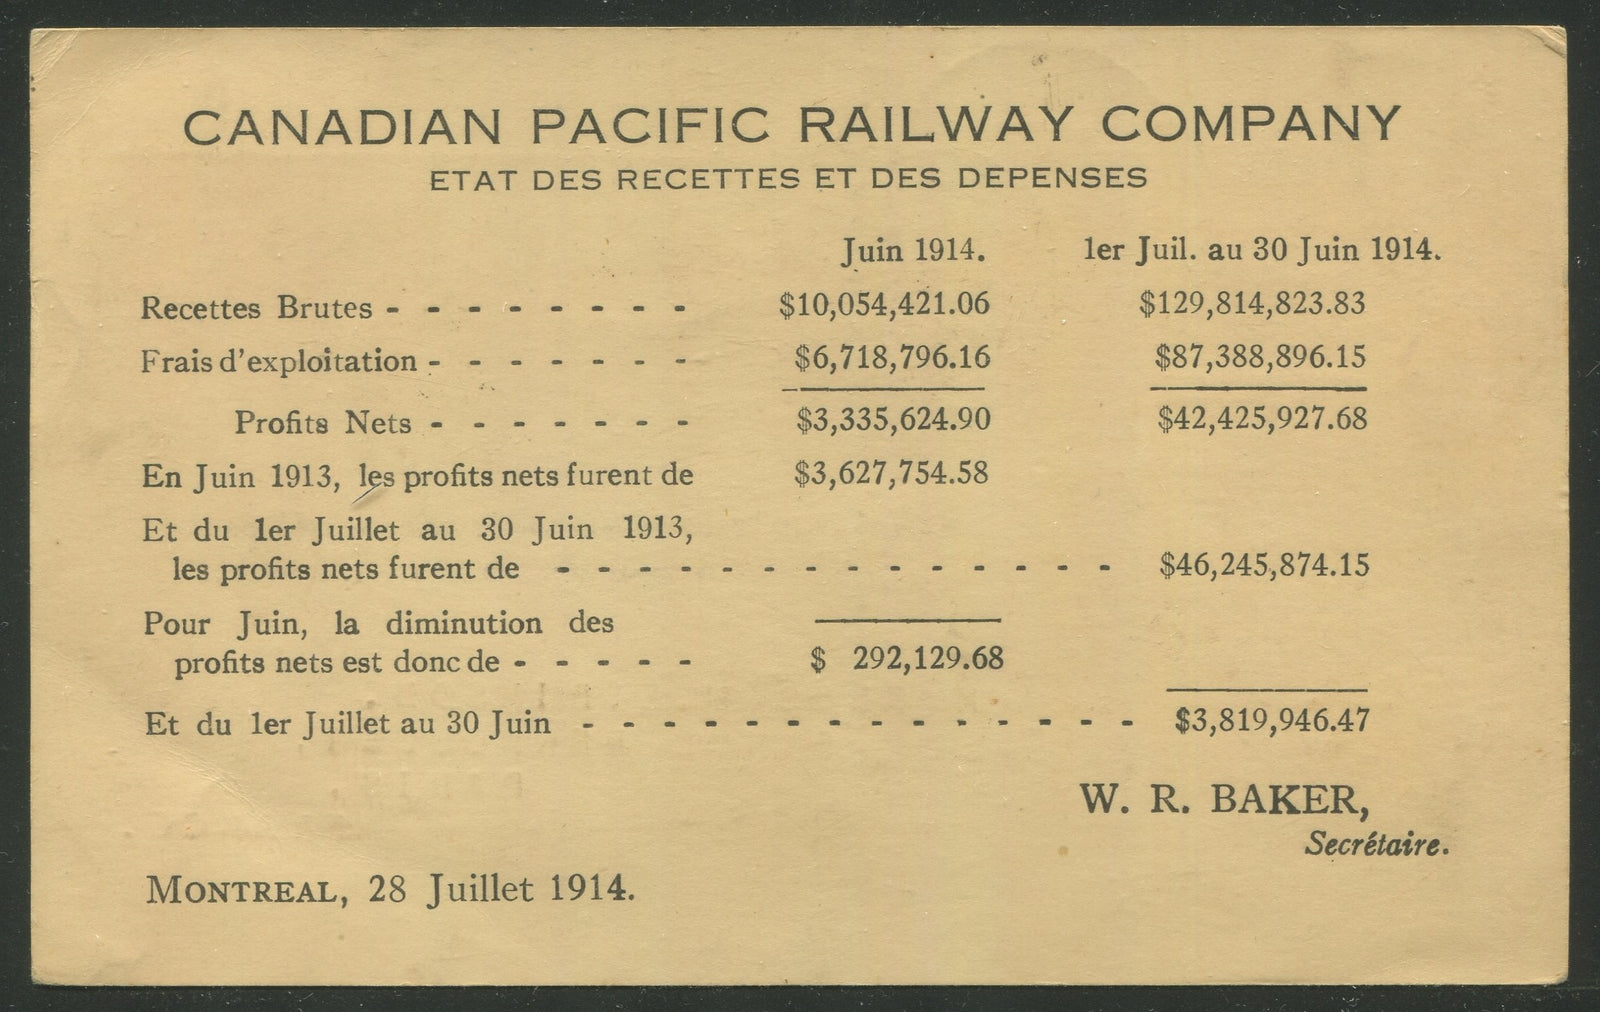 CANADIAN PACIFIC RAILWAY COMPANY
ETAT DES RECETTES ET DES DEPENSES
Juin 1914. 1er Juil. au 30 Juin 1914.
Recettes Brutes - - - - - - - - $10,054,421.06 $129,814,823.83
Frais d'exploitation - - - - - - - $6,718,796.16 $87,388,896.15
Profits Nets - - - - - - - $3,335,624.90 $42,425,927.68
En Juin 1913, les profits nets furent de $3,627,754.58
Et du 1er Juillet au 30 Juin 1913,
les profits nets furent de - - - - - - - - - - - - - - $46,245,874.15
Pour Juin, la diminution des
profits nets est donc de - - - - - $ 292,129.68
Et du 1er Juillet au 30 Juin - - - - - - - - - - - - - - $3,819,946.47
W. R. BAKER,
Secrétaire.
MONTREAL, 28 Juillet 1914.